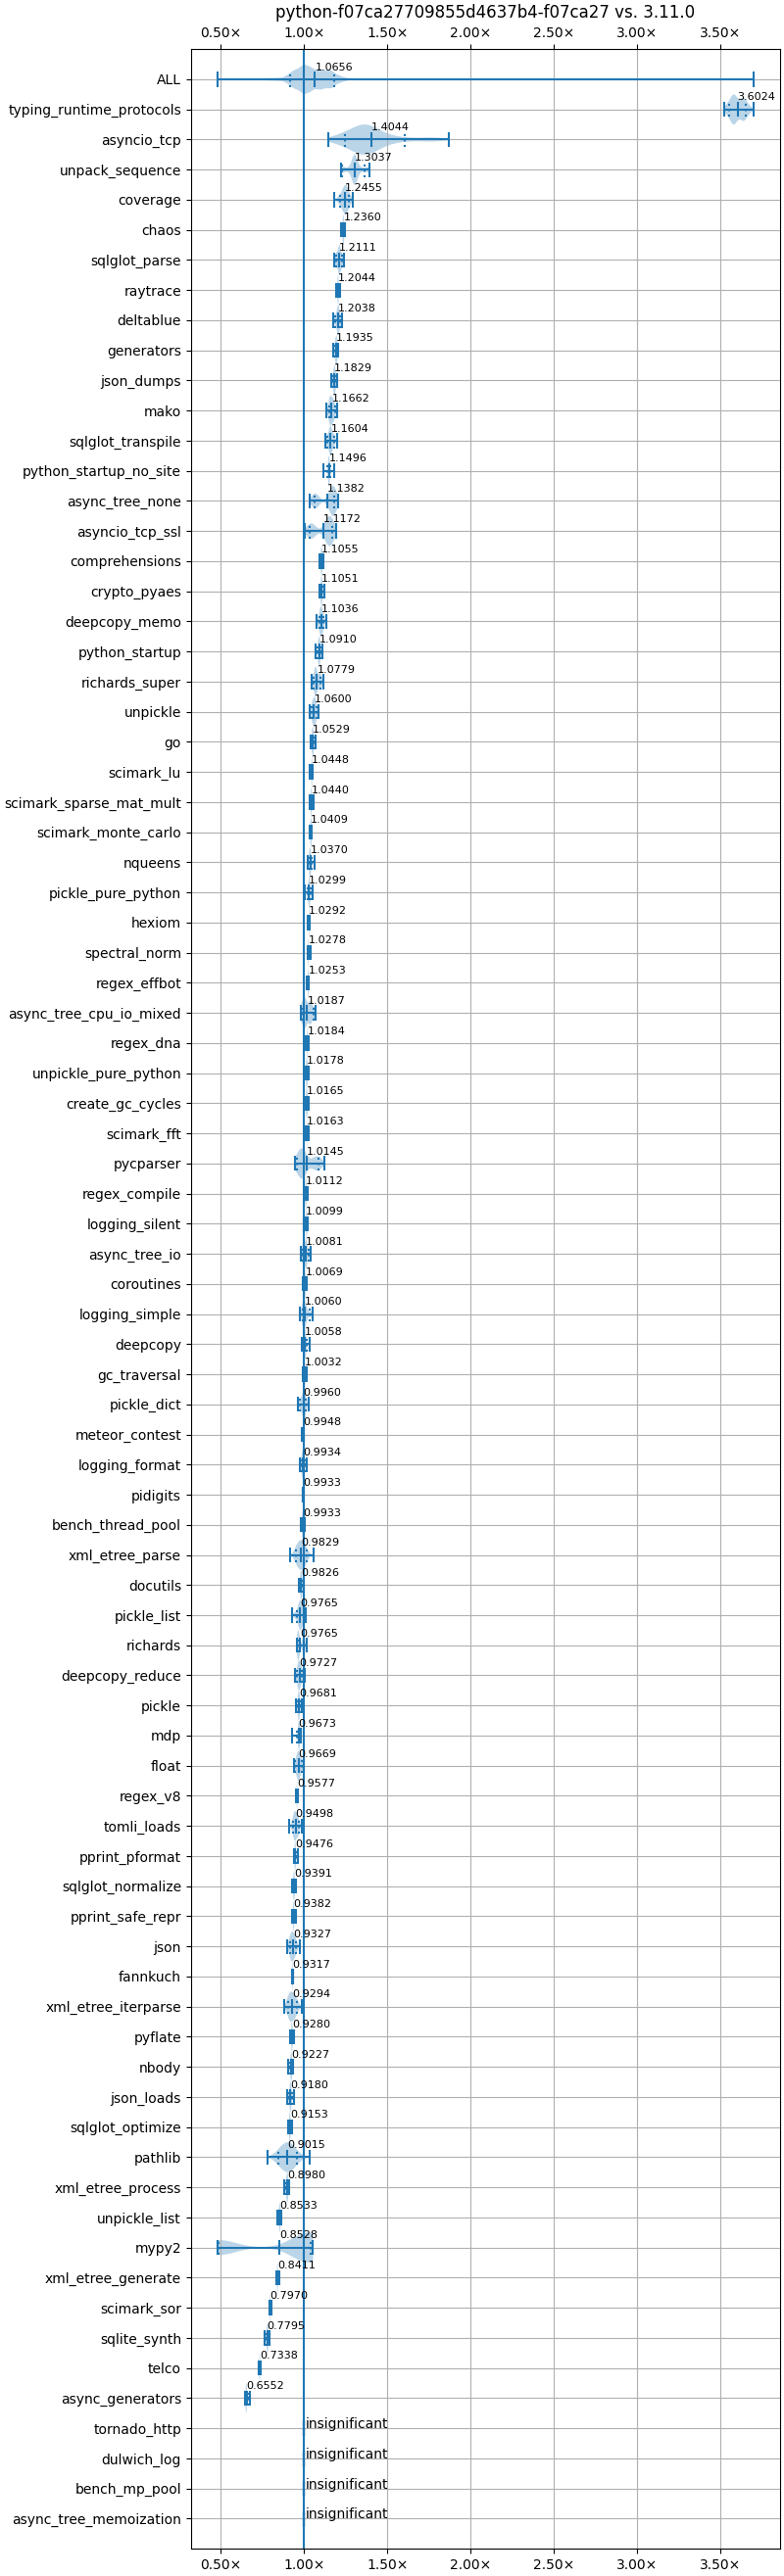 python-f07ca27709855d4637b4-f07ca27 vs. 3.11.0
0.50× 1.00× 1.50× 2.00× 2.50× 3.00× 3.50×
ALL 1.0656
typing_runtime_protocols 3.6024
asyncio_tcp 1.4044
unpack_sequence 1.3037
coverage 1.2455
chaos 1.2360
sqlglot_parse 1.2111
raytrace 1.2044
deltablue 1.2038
generators 1.1935
json_dumps 1.1829
mako 1.1662
sqlglot_transpile 1.1604
python_startup_no_site 1.1496
async_tree_none 1.1382
asyncio_tcp_ssl 1.1172
comprehensions 1.1055
crypto_pyaes 1.1051
deepcopy_memo 1.1036
python_startup 1.0910
richards_super 1.0779
unpickle 1.0600
go 1.0529
scimark_lu 1.0448
scimark_sparse_mat_mult 1.0440
scimark_monte_carlo 1.0409
nqueens 1.0370
pickle_pure_python 1.0299
hexiom 1.0292
spectral_norm 1.0278
regex_effbot 1.0253
async_tree_cpu_io_mixed 1.0187
regex_dna 1.0184
unpickle_pure_python 1.0178
create_gc_cycles 1.0165
scimark_fft 1.0163
pycparser 1.0145
regex_compile 1.0112
logging_silent 1.0099
async_tree_io 1.0081
coroutines 1.0069
logging_simple 1.0060
deepcopy 1.0058
gc_traversal 1.0032
pickle_dict 0.9960
meteor_contest 0.9948
logging_format 0.9934
pidigits 0.9933
bench_thread_pool 0.9933
xml_etree_parse 0.9829
docutils 0.9826
pickle_list 0.9765
richards 0.9765
deepcopy_reduce 0.9727
pickle 0.9681
mdp 0.9673
float 0.9669
regex_v8 0.9577
tomli_loads 0.9498
pprint_pformat 0.9476
sqlglot_normalize 0.9391
pprint_safe_repr 0.9382
json 0.9327
fannkuch 0.9317
xml_etree_iterparse 0.9294
pyflate 0.9280
nbody 0.9227
json_loads 0.9180
sqlglot_optimize 0.9153
pathlib 0.9015
xml_etree_process 0.8980
unpickle_list 0.8533
mypy2 0.8528
xml_etree_generate 0.8411
scimark_sor 0.7970
sqlite_synth 0.7795
telco 0.7338
async_generators 0.6552
tornado_http insignificant
dulwich_log insignificant
bench_mp_pool insignificant
async_tree_memoization insignificant
0.50× 1.00× 1.50× 2.00× 2.50× 3.00× 3.50×